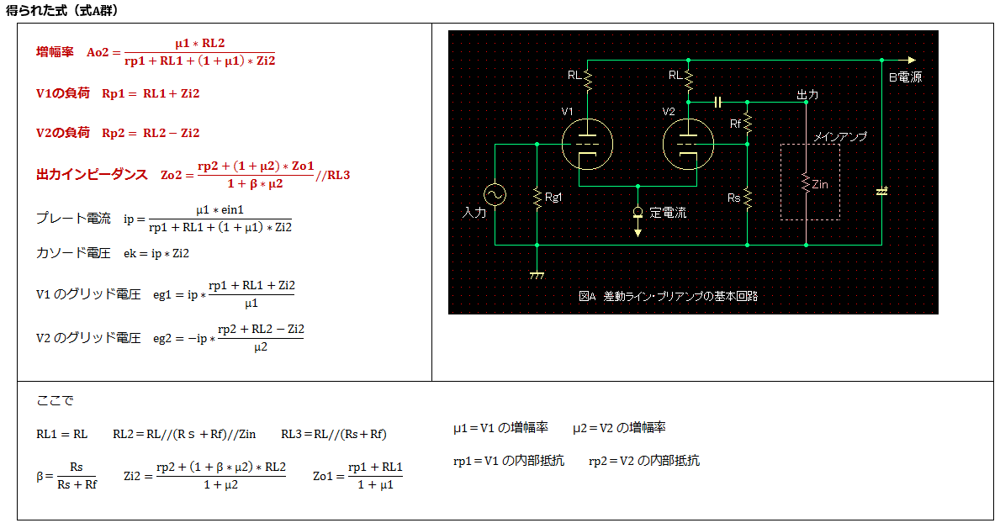 得られた式（式A群）
増幅率 Ao2 = μ1 ∗ RL2 / rp1 + RL1 + (1 + μ1) ∗ Zi2
V1の負荷 Rp1 = RL1 + Zi2
V2の負荷 Rp2 = RL2 − Zi2
出力インピーダンス Zo2 = rp2 + (1 + μ2) ∗ Zo1 / 1 + β ∗ μ2 //RL3
プレート電流 ip = μ1 ∗ ein1 / rp1 + RL1 + (1 + μ1) ∗ Zi2
カソード電圧 ek = ip ∗ Zi2
V1 のグリッド電圧 eg1 = ip ∗ rp1 + RL1 + Zi2 / μ1
V2 のグリッド電圧 eg2 = −ip ∗ rp2 + RL2 − Zi2 / μ2
RL
RL
B電源
出力
V1
V2
Rf
メインアンプ
Rg1
Rs
Zin
入力
定電流
図A 差動ライン・プリアンプの基本回路
ここで
RL1 = RL RL2＝RL//(Rｓ＋Rf)//Zin RL3＝RL//(Rs＋Rf)
β = Rs / Rs + Rf Zi2 = rp2 + (1 + β ∗ μ2) ∗ RL2 / 1 + μ2 Zo1 = rp1 + RL1 / 1 + μ1
μ1＝V1 の増幅率 μ2＝V2 の増幅率
rp1＝V1 の内部抵抗 rp2＝V2 の内部抵抗